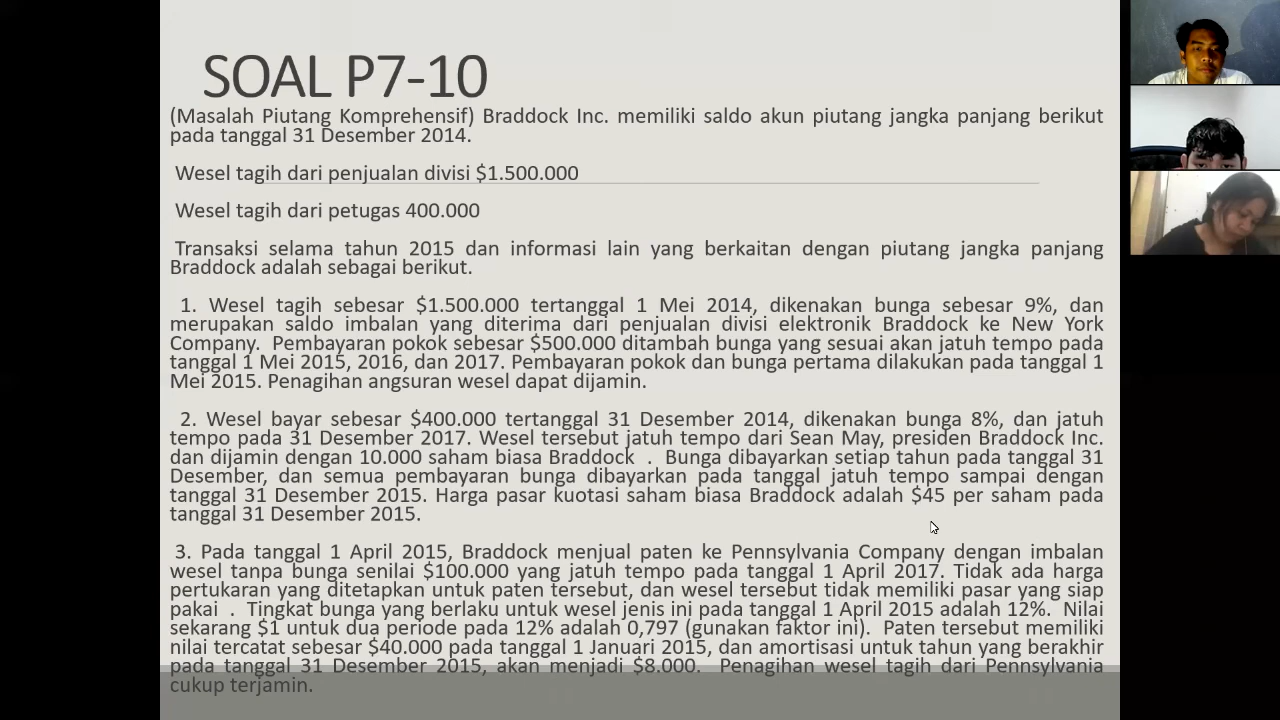 SOAL P7-10
(Masalah Piutang Komprehensif) Braddock Inc. memiliki saldo akun piutang jangka panjang berikut
pada tanggal 31 Desember 2014.
Wesel tagih dari penjualan divisi $1.500.000
Wesel tagih dari petugas 400.000
Transaksi selama tahun 2015 dan informasi lain yang berkaitan dengan piutang jangka panjang
Braddock adalah sebagai berikut.
1. Wesel tagih sebesar $1.500.000 tertanggal 1 Mei 2014, dikenakan bunga sebesar 9%, dan
merupakan saldo imbalan yang diterima dari penjualan divisi elektronik Braddock ke New York
Company. Pembayaran pokok sebesar $500.000 ditambah bunga yang sesuai akan jatuh tempo pada
tanggal 1 Mei 2015, 2016, dan 2017. Pembayaran pokok dan bunga pertama dilakukan pada tanggal 1
Mei 2015. Penagihan angsuran wesel dapat dijamin.
2. Wesel bayar sebesar $400.000 tertanggal 31 Desember 2014, dikenakan bunga 8%, dan jatuh
tempo pada 31 Desember 2017. Wesel tersebut jatuh tempo dari Sean May, presiden Braddock Inc.
dan dijamin dengan 10.000 saham biasa Braddock . Bunga dibayarkan setiap tahun pada tanggal 31
Desember, dan semua pembayaran bunga dibayarkan pada tanggal jatuh tempo sampai dengan
tanggal 31 Desember 2015. Harga pasar kuotasi saham biasa Braddock adalah $45 per saham pada
tanggal 31 Desember 2015.
3. Pada tanggal 1 April 2015, Braddock menjual paten ke Pennsylvania Company dengan imbalan
wesel tanpa bunga senilai $100.000 yang jatuh tempo pada tanggal 1 April 2017. Tidak ada harga
pertukaran yang ditetapkan untuk paten tersebut, dan wesel tersebut tidak memiliki pasar yang siap
pakai . Tingkat bunga yang berlaku untuk wesel jenis ini pada tanggal 1 April 2015 adalah 12%. Nilai
sekarang $1 untuk dua periode pada 12% adalah 0,797 (gunakan faktor ini). Paten tersebut memiliki
nilai tercatat sebesar $40.000 pada tanggal 1 Januari 2015, dan amortisasi untuk tahun yang berakhir
pada tanggal 31 Desember 2015, akan menjadi $8.000. Penagihan wesel tagih dari Pennsylvania
cukup terjamin.